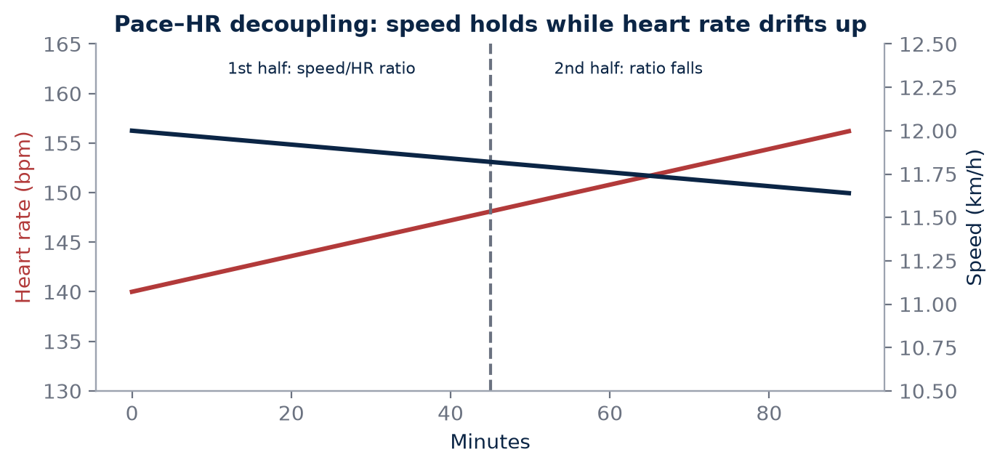 Pace–HR decoupling: speed holds while heart rate drifts up
1st half: speed/HR ratio
2nd half: ratio falls
Heart rate (bpm)
165
160
155
150
145
140
135
130
12.50
12.25
12.00
11.75
11.50
11.25
11.00
10.75
10.50
Speed (km/h)
0 20 40 60 80
Minutes